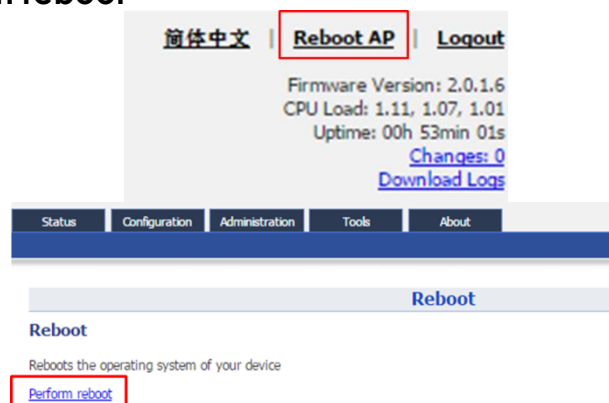 reboot
简体中文 | Reboot AP | Logout
Firmware Version: 2.0.1.6
CPU Load: 1.11, 1.07, 1.01
Uptime: 00h 53min 01s
Changes: 0
Download Logs
Status Configuration Administration Tools About
Reboot
Reboot
Reboots the operating system of your device
Perform reboot